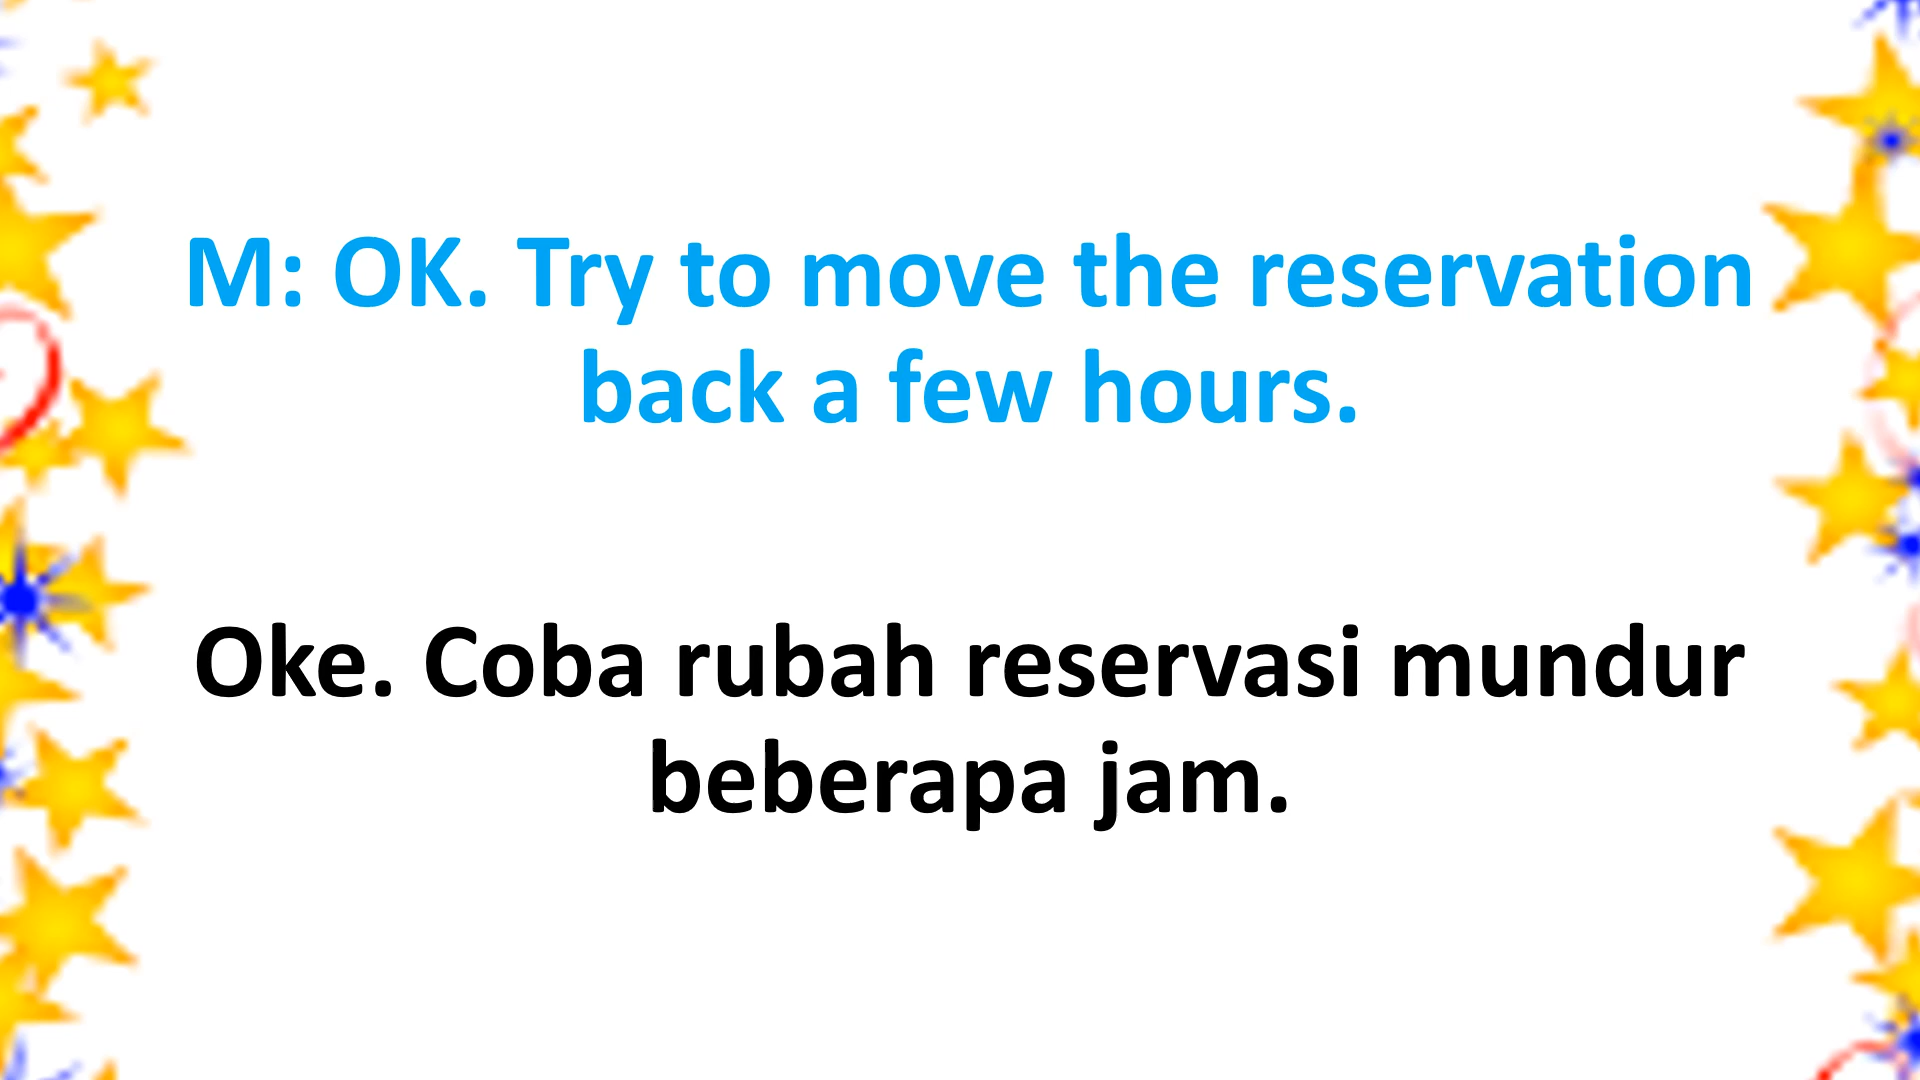 M: OK. Try to move the reservation
back a few hours.
Oke. Coba rubah reservasi mundur
beberapa jam.